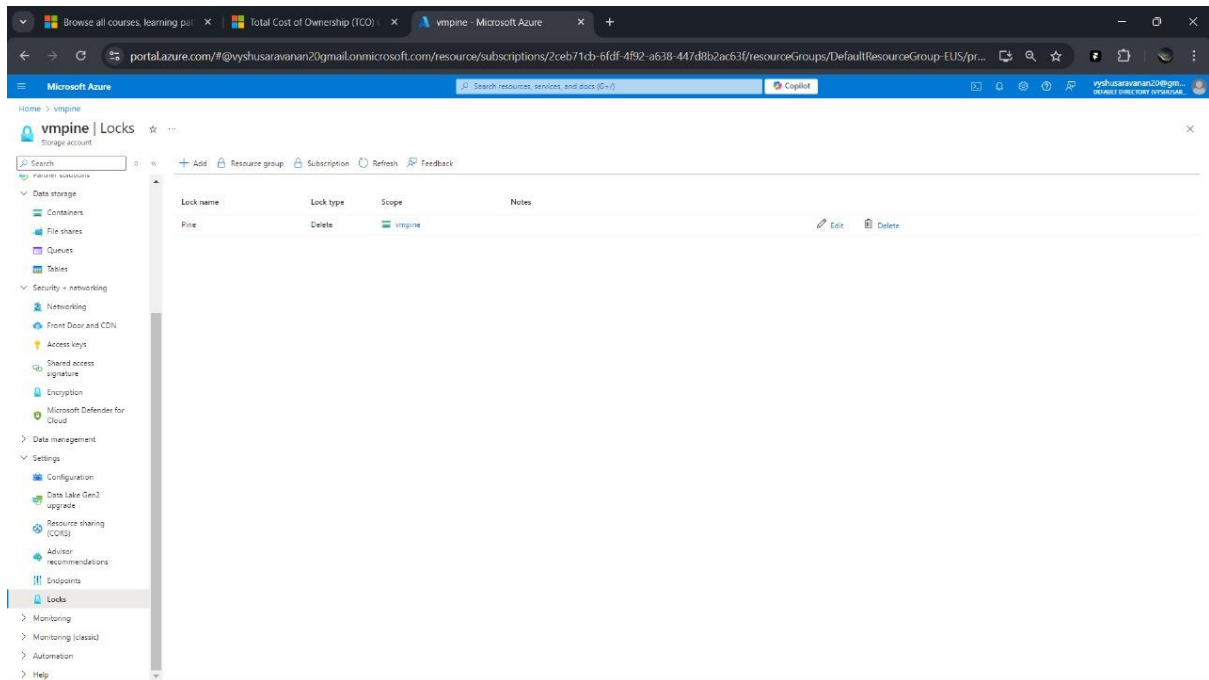 Browse all courses, learning pat
Total Cost of Ownership (TCO) C
vmpine - Microsoft Azure
portal.azure.com/#@vyshusaravanan20gmail.onmicrosoft.com/resource/subscriptions/2ceb71cb-6fdf-4f92-a638-447d8b2ac63f/resourceGroups/DefaultResourceGroup-EUS/pr...
Microsoft Azure
Search resources, services, and docs (G+/)
Copilot
vyshusaravanan20@gm...
DEFAULT DIRECTORY (VYSHUSAR...
Home > vmpine
vmpine | Locks
Storage account
Search
Add
Resource group
Subscription
Refresh
Feedback
Partner solutions
Data storage
Containers
File shares
Queues
Tables
Security + networking
Networking
Front Door and CDN
Access keys
Shared access
signature
Encryption
Microsoft Defender for
Cloud
Data management
Settings
Configuration
Data Lake Gen2
upgrade
Resource sharing
(CORS)
Advisor
recommendations
Endpoints
Locks
Monitoring
Monitoring (classic)
Automation
Help
Lock name Lock type Scope Notes
Pine Delete vmpine Edit Delete